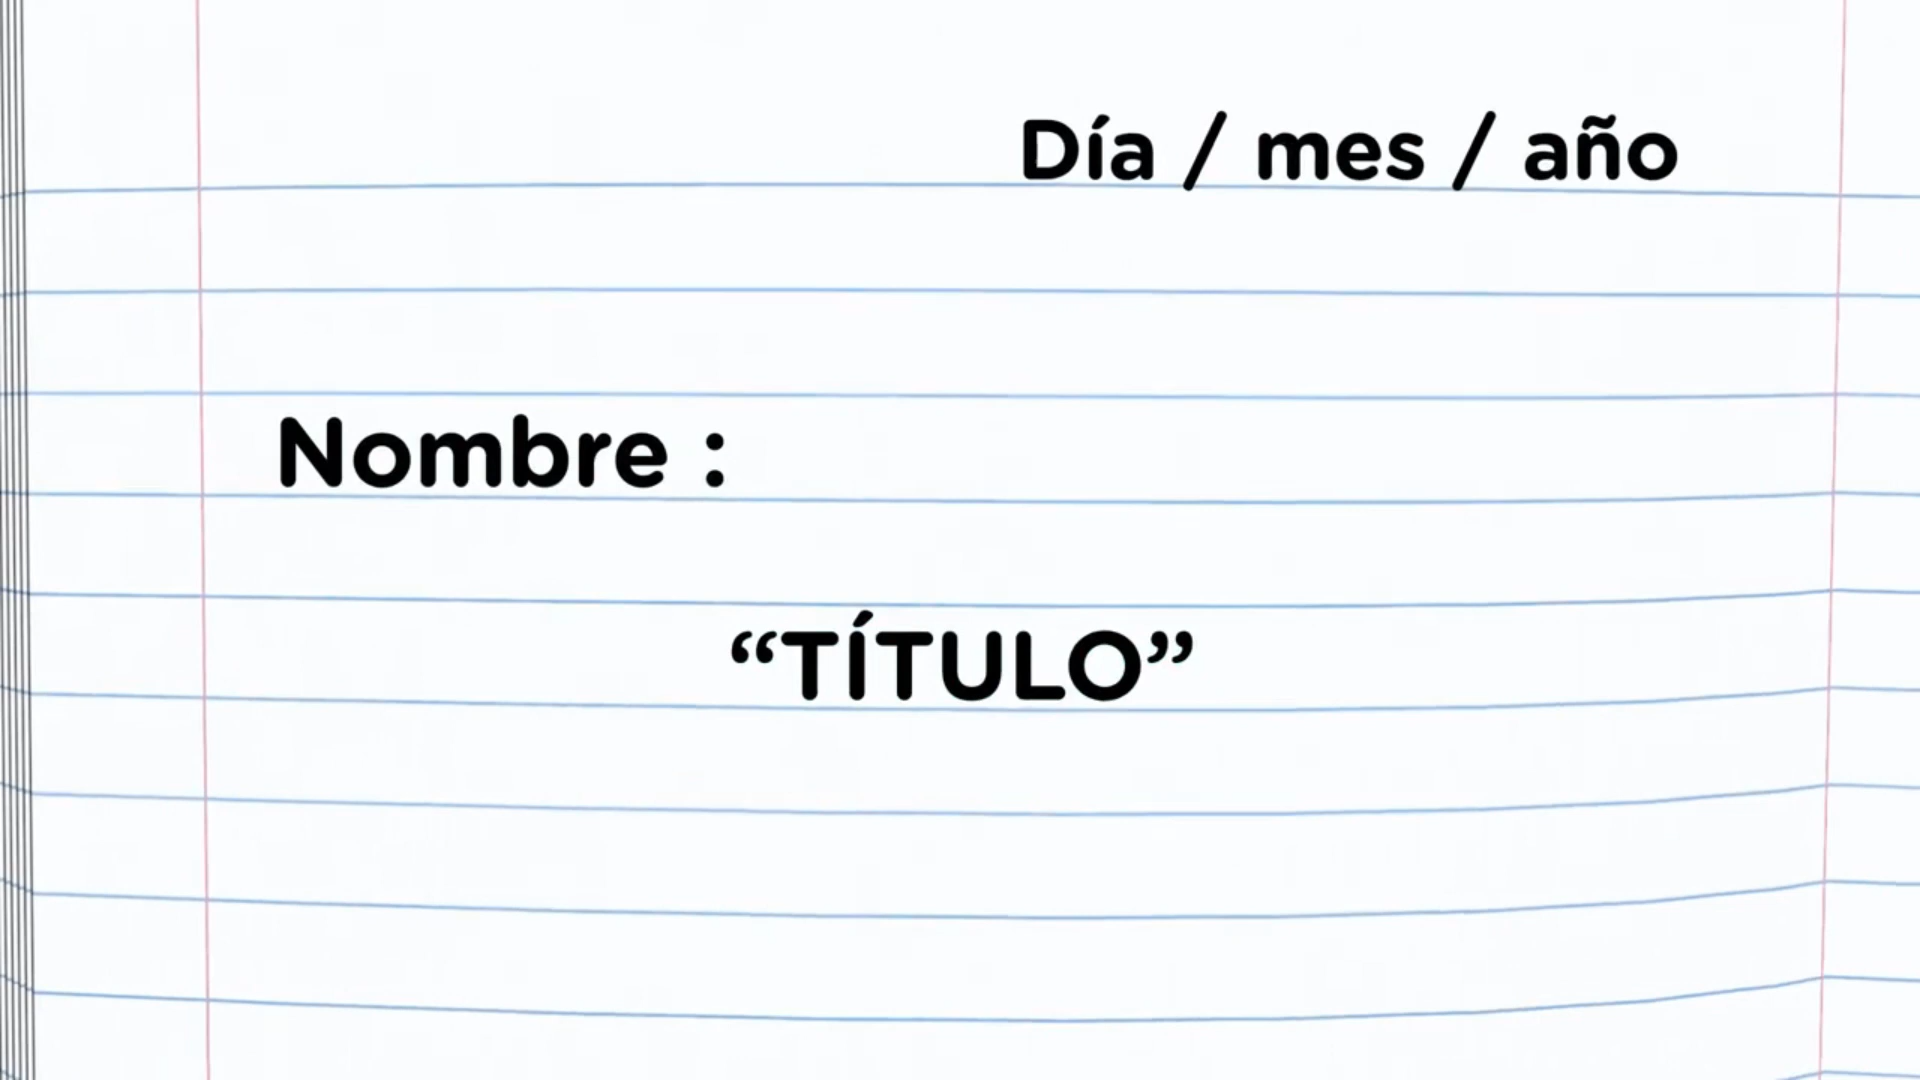 Día / mes / año
Nombre :
“TÍTULO”